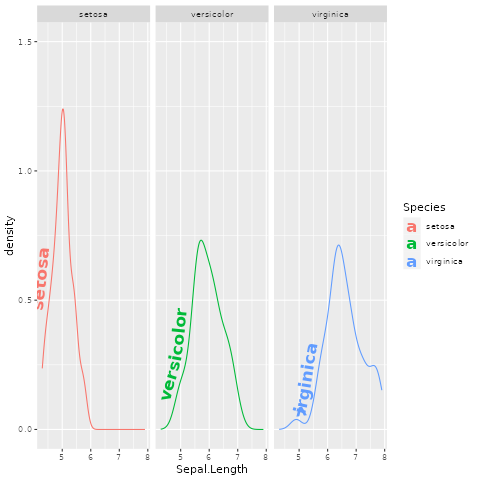 setosa versicolor virginica
1.5
1.0
0.5
0.0
density
setosa
versicolor
virginica
5 6 7 8 5 6 7 8 5 6 7 8
Sepal.Length
Species
a setosa
a versicolor
a virginica